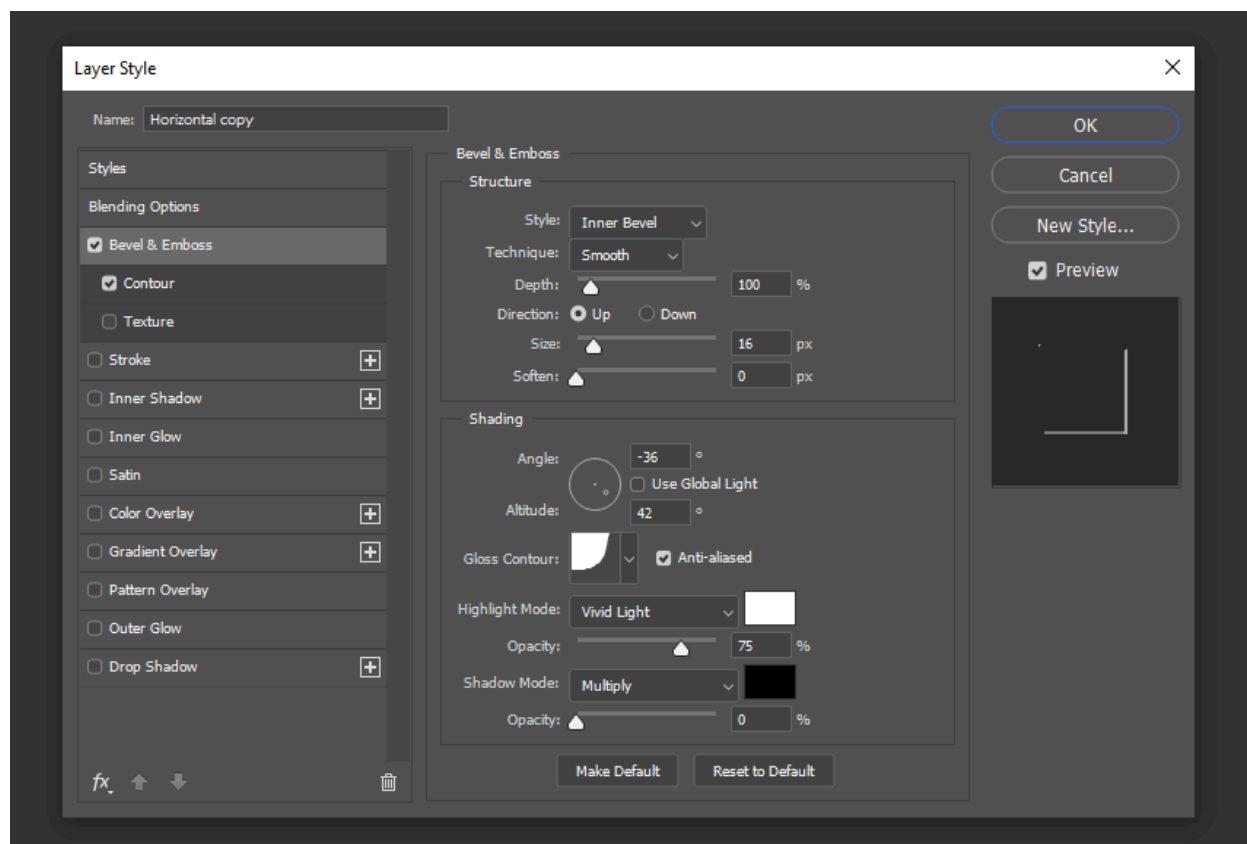 Layer Style
Name: Horizontal copy
Styles
Blending Options
Bevel & Emboss
Contour
Texture
Stroke
Inner Shadow
Inner Glow
Satin
Color Overlay
Gradient Overlay
Pattern Overlay
Outer Glow
Drop Shadow
fx
Bevel & Emboss
Structure
Style: Inner Bevel
Technique: Smooth
Depth: 100 %
Direction: Up Down
Size: 16 px
Soften: 0 px
Shading
Angle: -36 °
Use Global Light
Altitude: 42 °
Gloss Contour: Anti-aliased
Highlight Mode: Vivid Light
Opacity: 75 %
Shadow Mode: Multiply
Opacity: 0 %
Make Default Reset to Default
OK
Cancel
New Style...
Preview